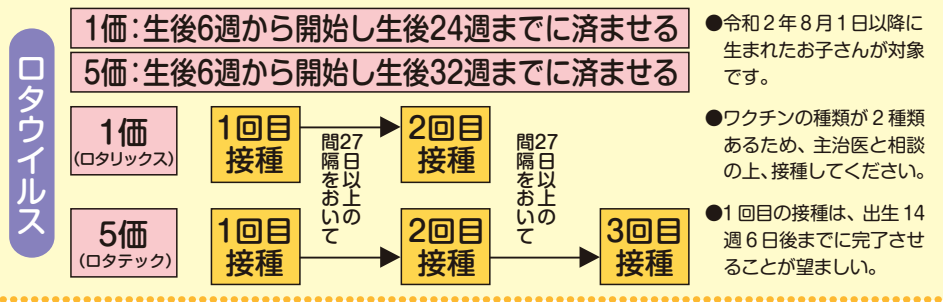 ロタウイルス
1価：生後6週から開始し生後24週までに済ませる
5価：生後6週から開始し生後32週までに済ませる
1価
(ロタリックス)
1回目
接種
2回目
接種
27日以上の
間隔をおいて
27日以上の
間隔をおいて
5価
(ロタテック)
1回目
接種
2回目
接種
3回目
接種
●令和２年８月１日以降に
生まれたお子さんが対象
です。
●ワクチンの種類が２種類
あるため、主治医と相談
の上、接種してください。
●1回目の接種は、出生14
週６日後までに完了させ
ることが望ましい。